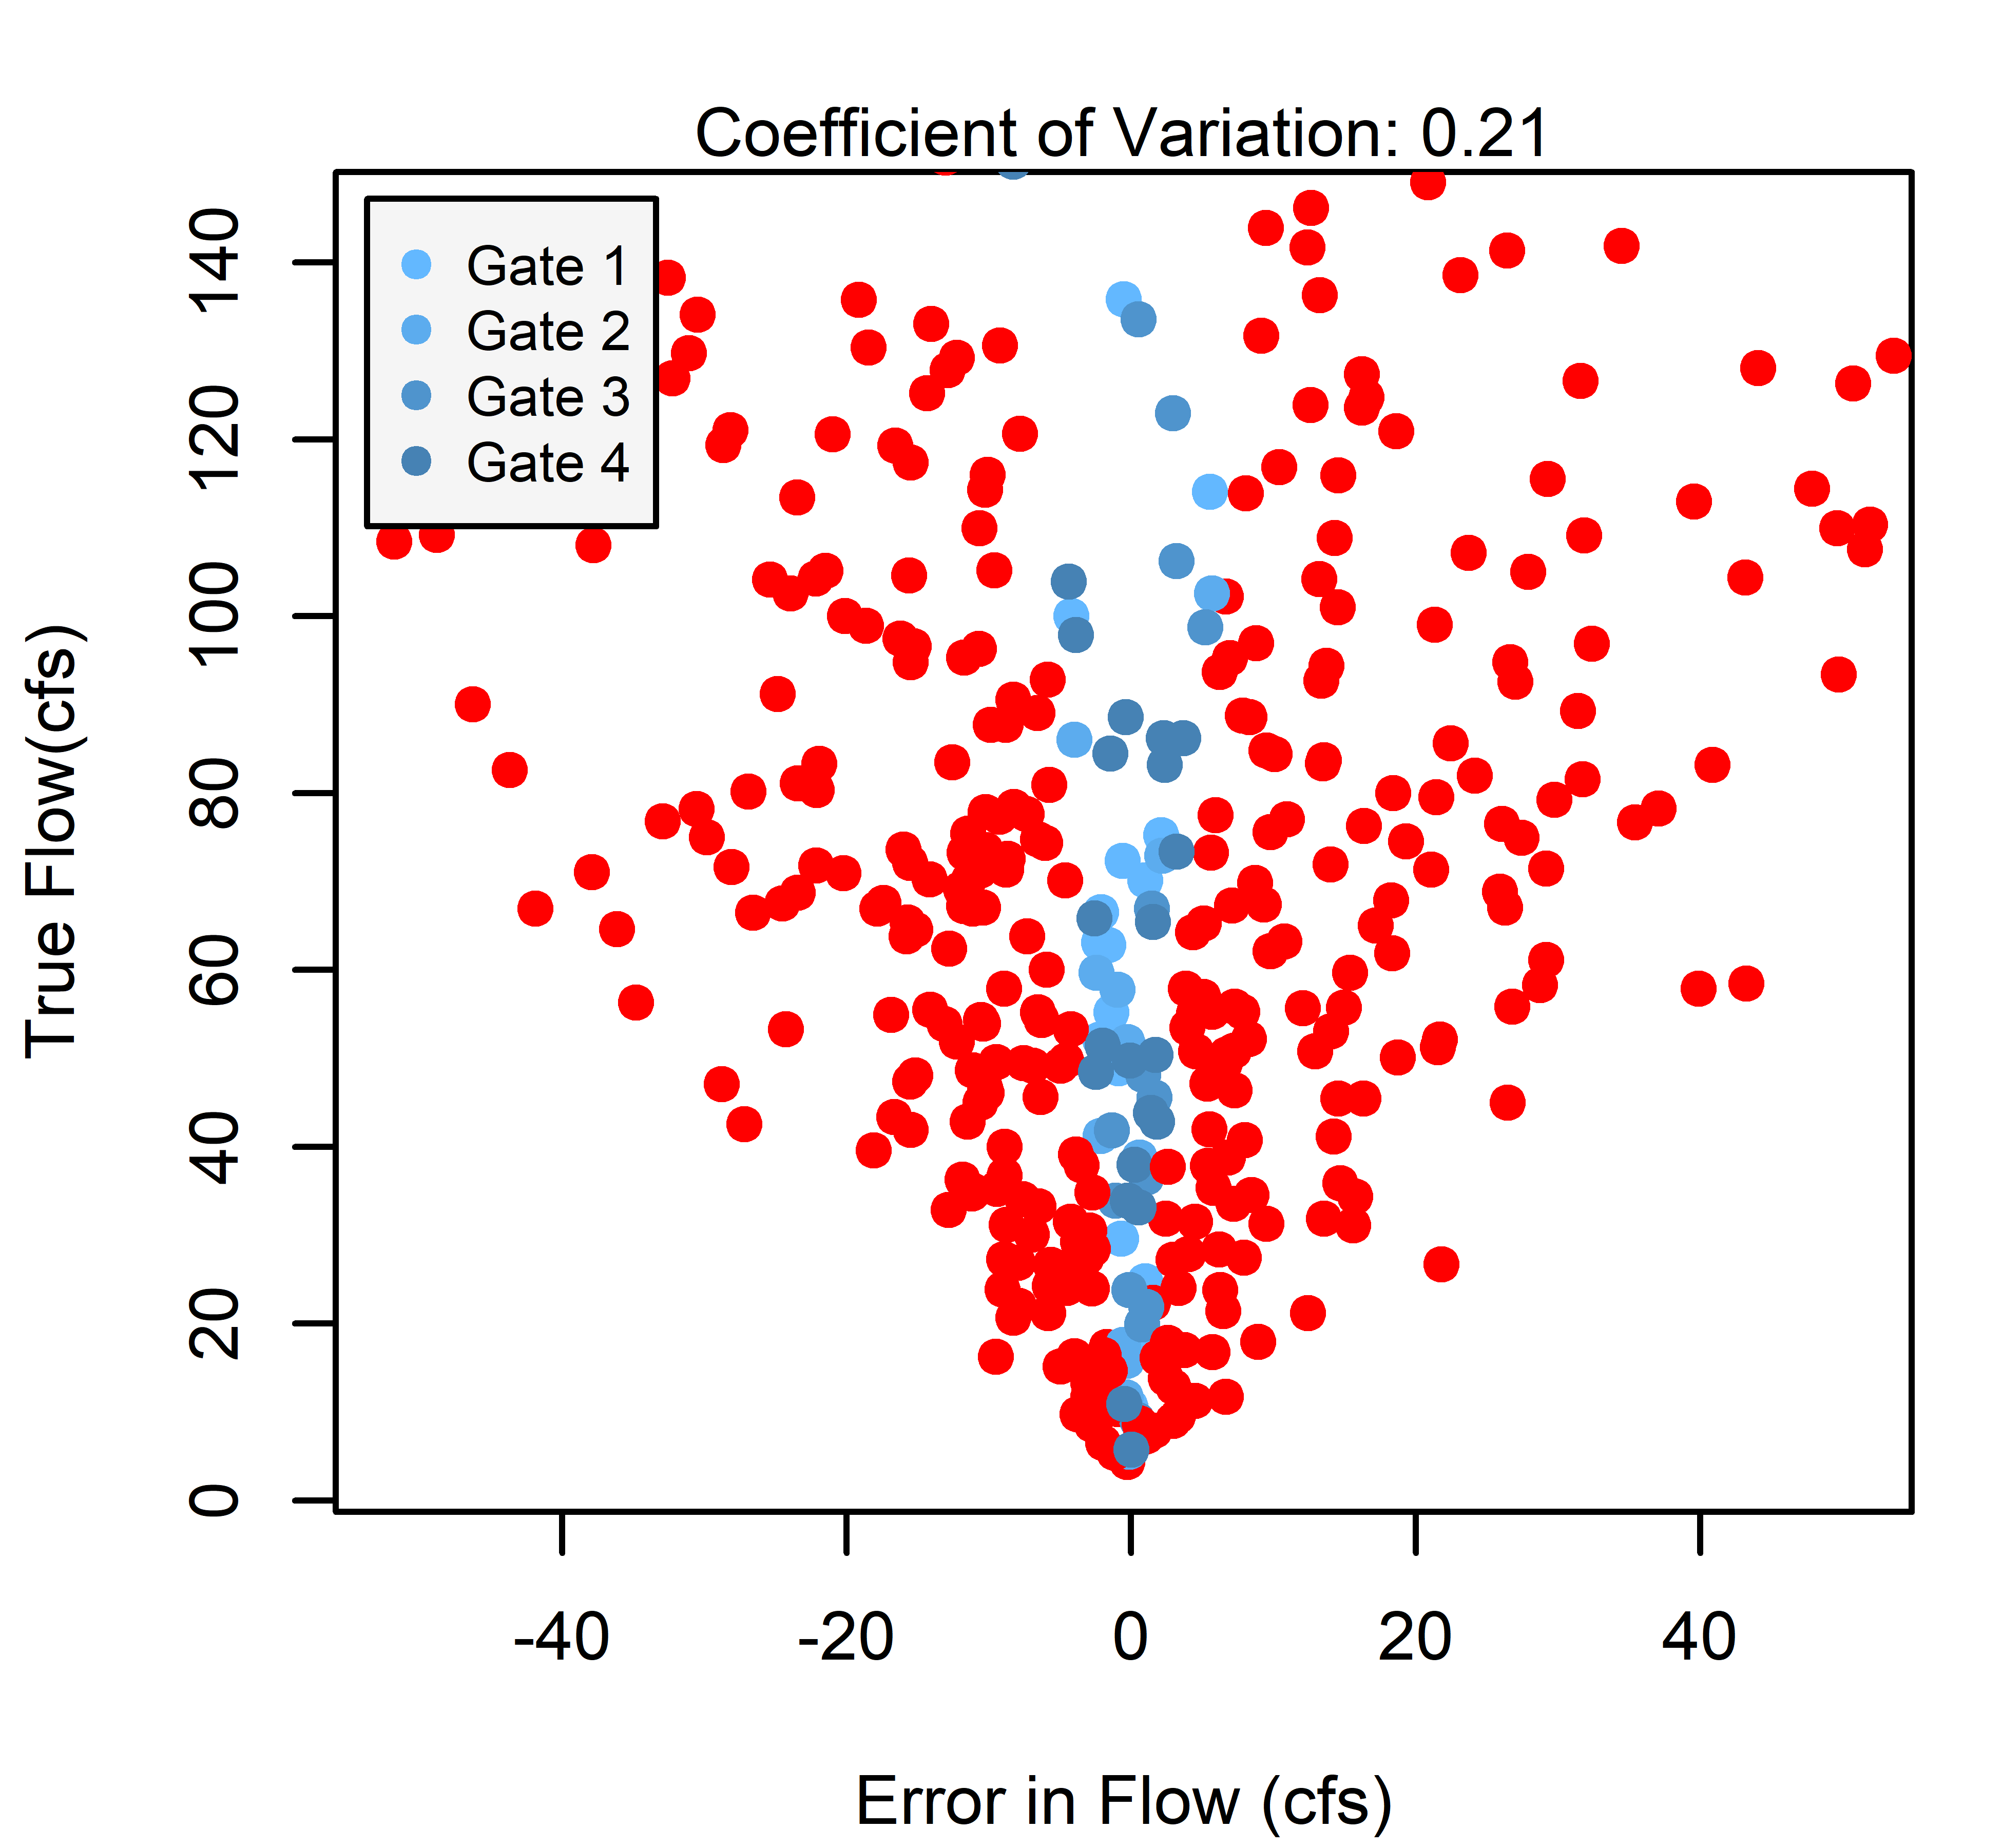 Coefficient of Variation: 0.21
Gate 1
Gate 2
Gate 3
Gate 4
True Flow(cfs)
140
120
100
80
60
40
20
0
-40 -20 0 20 40
Error in Flow (cfs)